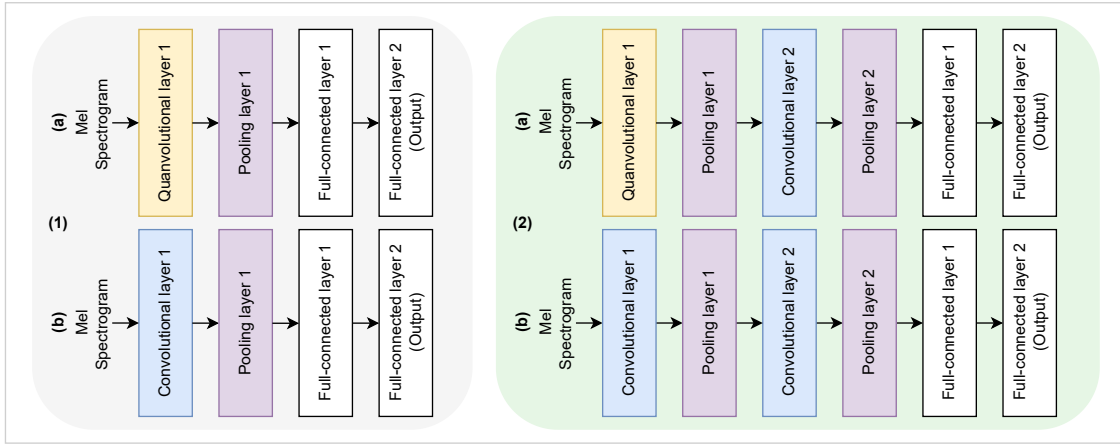 (1)
(a)
Mel
Spectrogram
Quanvolutional layer 1
Pooling layer 1
Full-connected layer 1
Full-connected layer 2
(Output)
(b)
Mel
Spectrogram
Convolutional layer 1
Pooling layer 1
Full-connected layer 1
Full-connected layer 2
(Output)
(2)
(a)
Mel
Spectrogram
Quanvolutional layer 1
Pooling layer 1
Convolutional layer 2
Pooling layer 2
Full-connected layer 1
Full-connected layer 2
(Output)
(b)
Mel
Spectrogram
Convolutional layer 1
Pooling layer 1
Convolutional layer 2
Pooling layer 2
Full-connected layer 1
Full-connected layer 2
(Output)